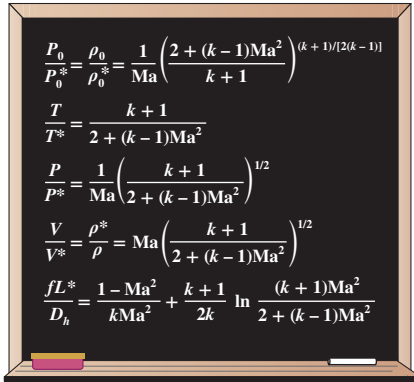 P₀/P₀* = ρ₀/ρ₀* = 1/Ma ((2 + (k – 1)Ma²)/(k + 1))^(k + 1)/[2(k – 1)]
T/T* = (k + 1)/(2 + (k – 1)Ma²)
P/P* = 1/Ma ((k + 1)/(2 + (k – 1)Ma²))^1/2
V/V* = ρ*/ρ = Ma ((k + 1)/(2 + (k – 1)Ma²))^1/2
fL*/D_h = (1 – Ma²)/(kMa²) + (k + 1)/(2k) ln ((k + 1)Ma²)/(2 + (k – 1)Ma²)